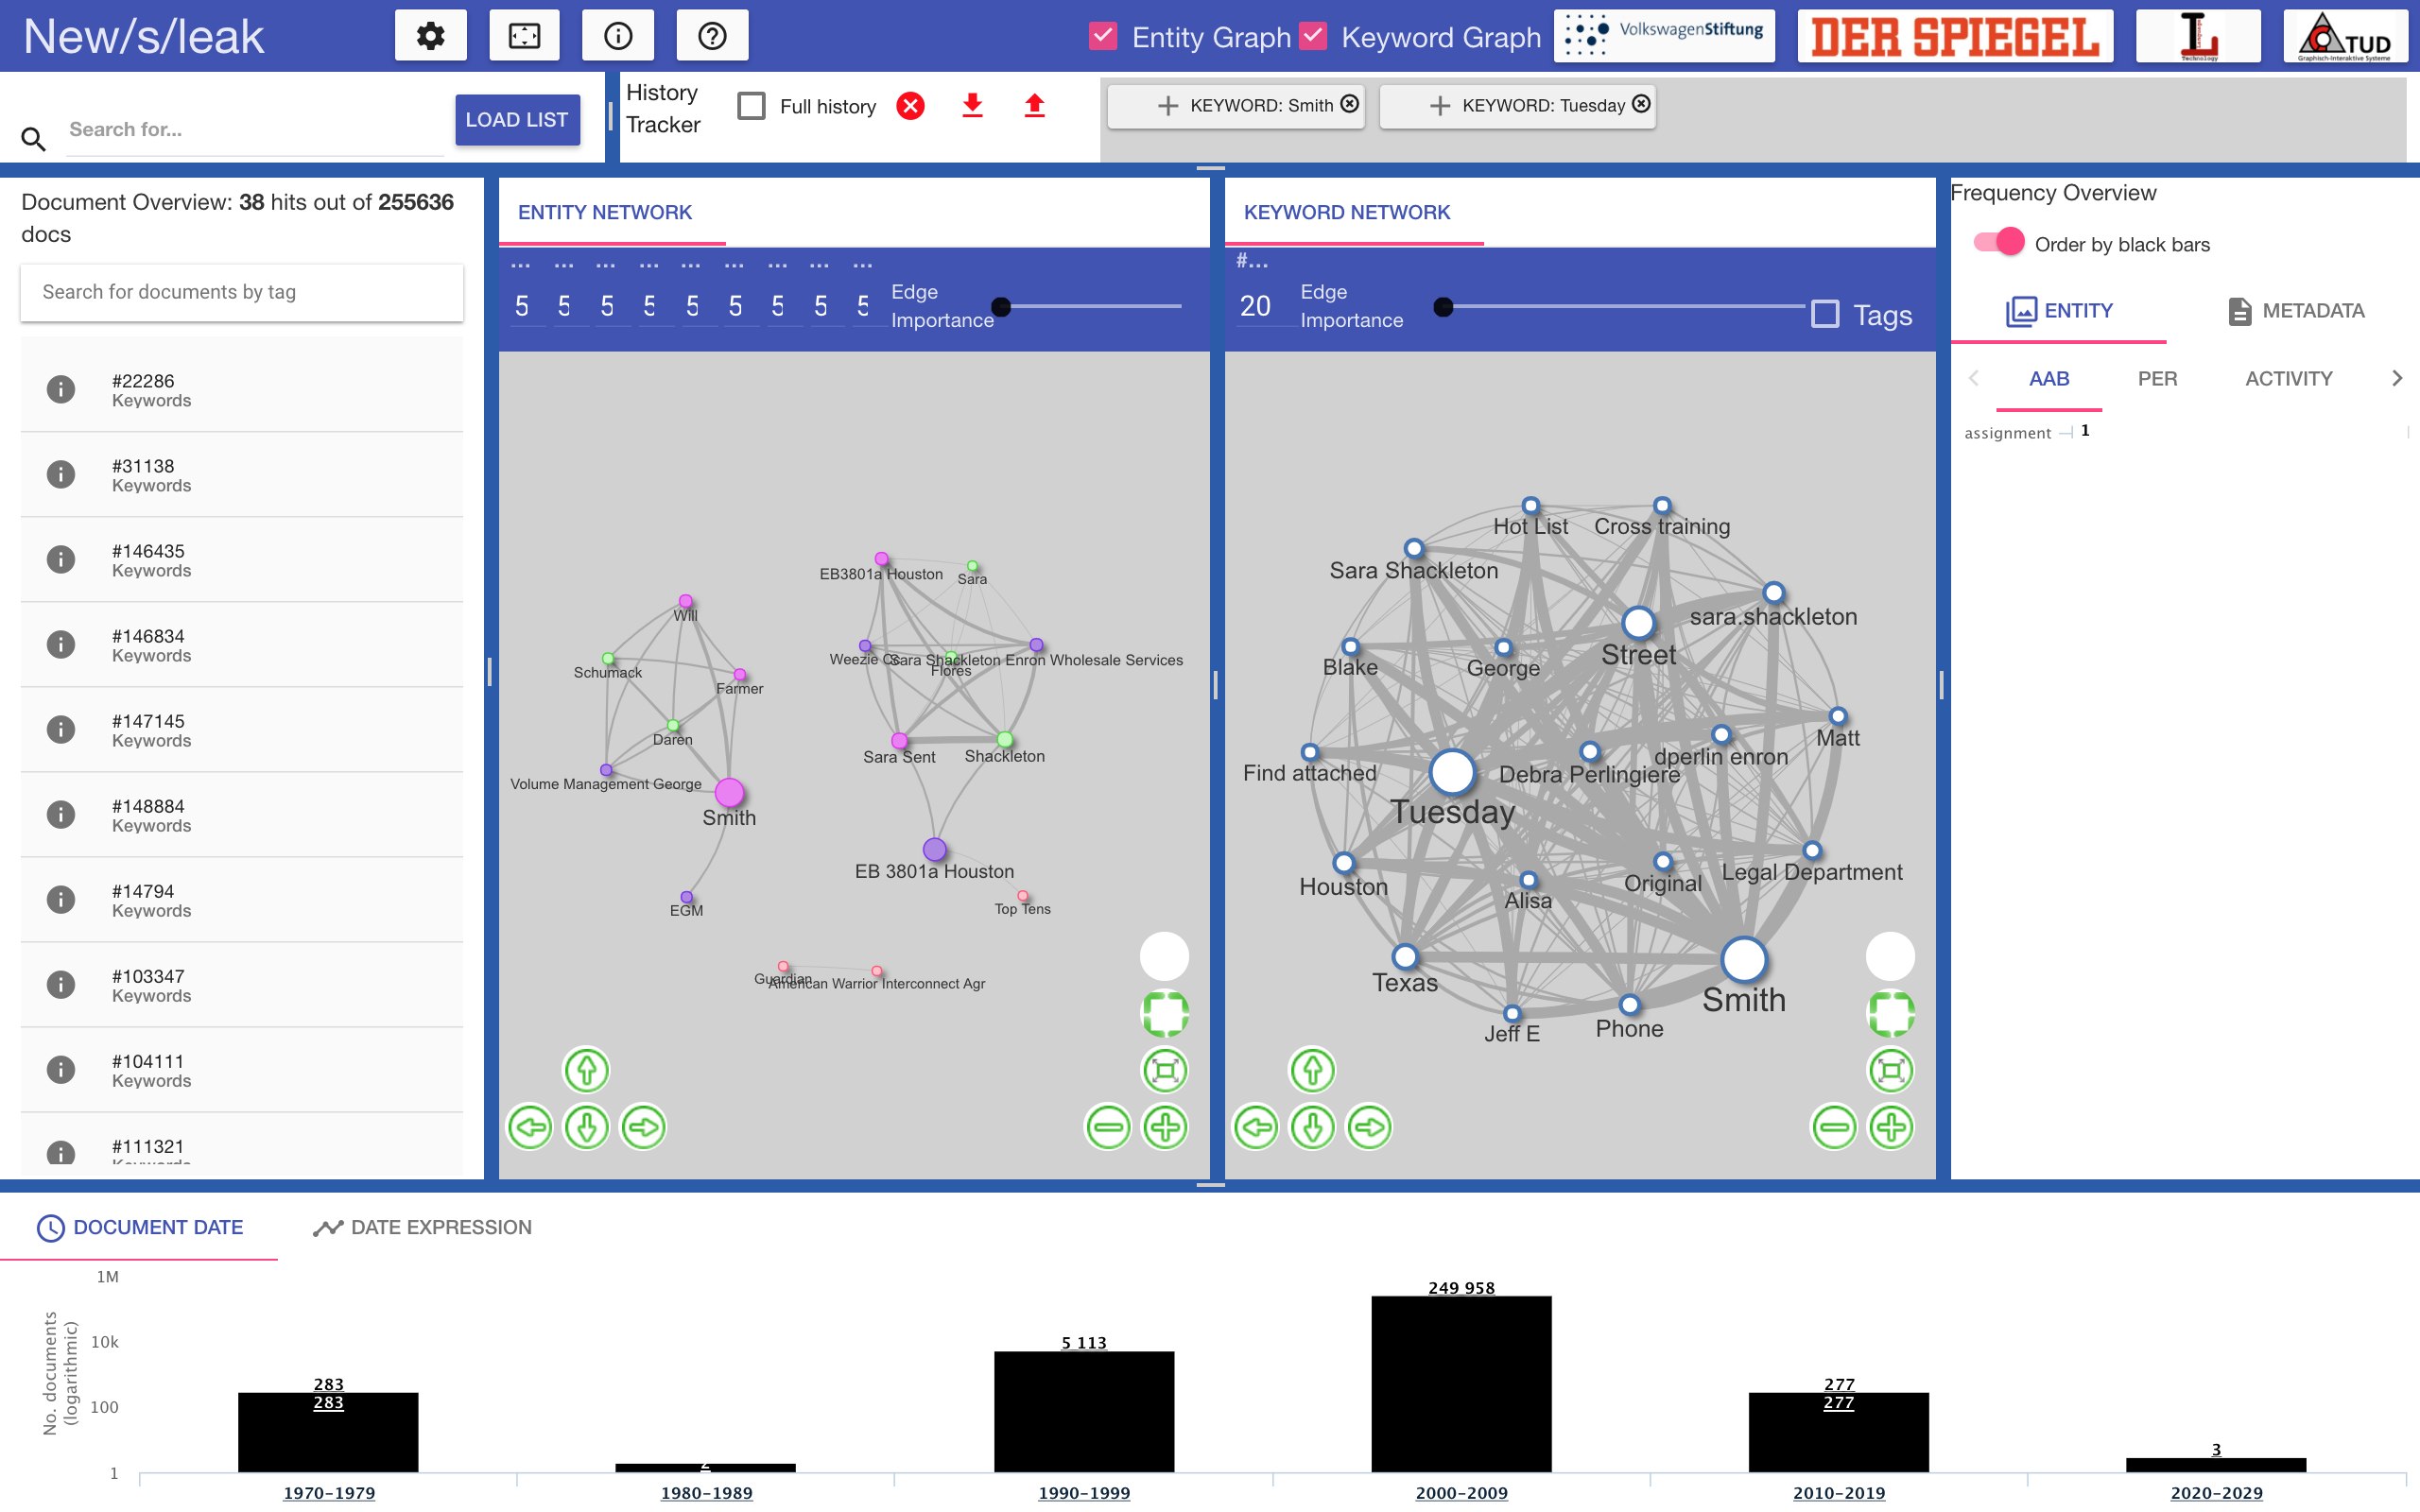 New/s/leak
Entity Graph
Keyword Graph
VolkswagenStiftung
DER SPIEGEL
L
Technology
TUD
Graphisch-Interaktive Systeme
Search for...
LOAD LIST
History
Tracker
Full history
KEYWORD: Smith
KEYWORD: Tuesday
Document Overview: 38 hits out of 255636
docs
Search for documents by tag
#22286
Keywords
#31138
Keywords
#146435
Keywords
#146834
Keywords
#147145
Keywords
#148884
Keywords
#14794
Keywords
#103347
Keywords
#104111
Keywords
#111321
Keywords
ENTITY NETWORK
... ... ... ... ... ... ... ... ...
5 5 5 5 5 5 5 5 5
Edge
Importance
EB3801a Houston
Sara
Will
Schumack
Farmer
Weezie
Sara Shackleton Enron Wholesale Services
Flores
Daren
Sara Sent
Shackleton
Volume Management George
Smith
EB 3801a Houston
EGM
Top Tens
Guardian
American Warrior Interconnect Agr
KEYWORD NETWORK
#...
20
Edge
Importance
Tags
Hot List
Cross training
Sara Shackleton
sara.shackleton
Street
Blake
George
Matt
dperlin enron
Find attached
Debra Perlingiere
Tuesday
Houston
Original
Legal Department
Alisa
Texas
Smith
Jeff E
Phone
Frequency Overview
Order by black bars
ENTITY
METADATA
AAB
PER
ACTIVITY
assignment
1
DOCUMENT DATE
DATE EXPRESSION
No. documents
(logarithmic)
1M
10k
100
1
283
283
2
5 113
249 958
277
277
3
1970-1979
1980-1989
1990-1999
2000-2009
2010-2019
2020-2029